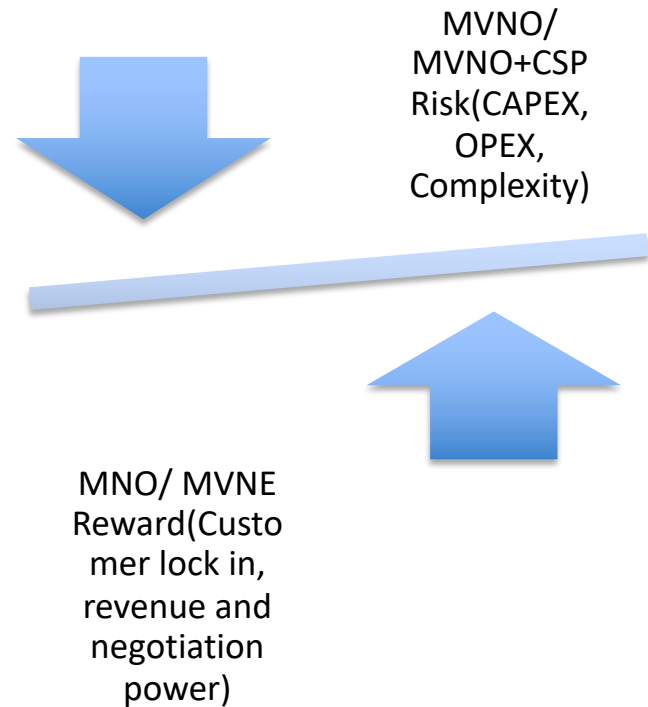 MVNO/
MVNO+CSP
Risk(CAPEX,
OPEX,
Complexity)
MNO/ MVNE
Reward(Custo
mer lock in,
revenue and
negotiation
power)